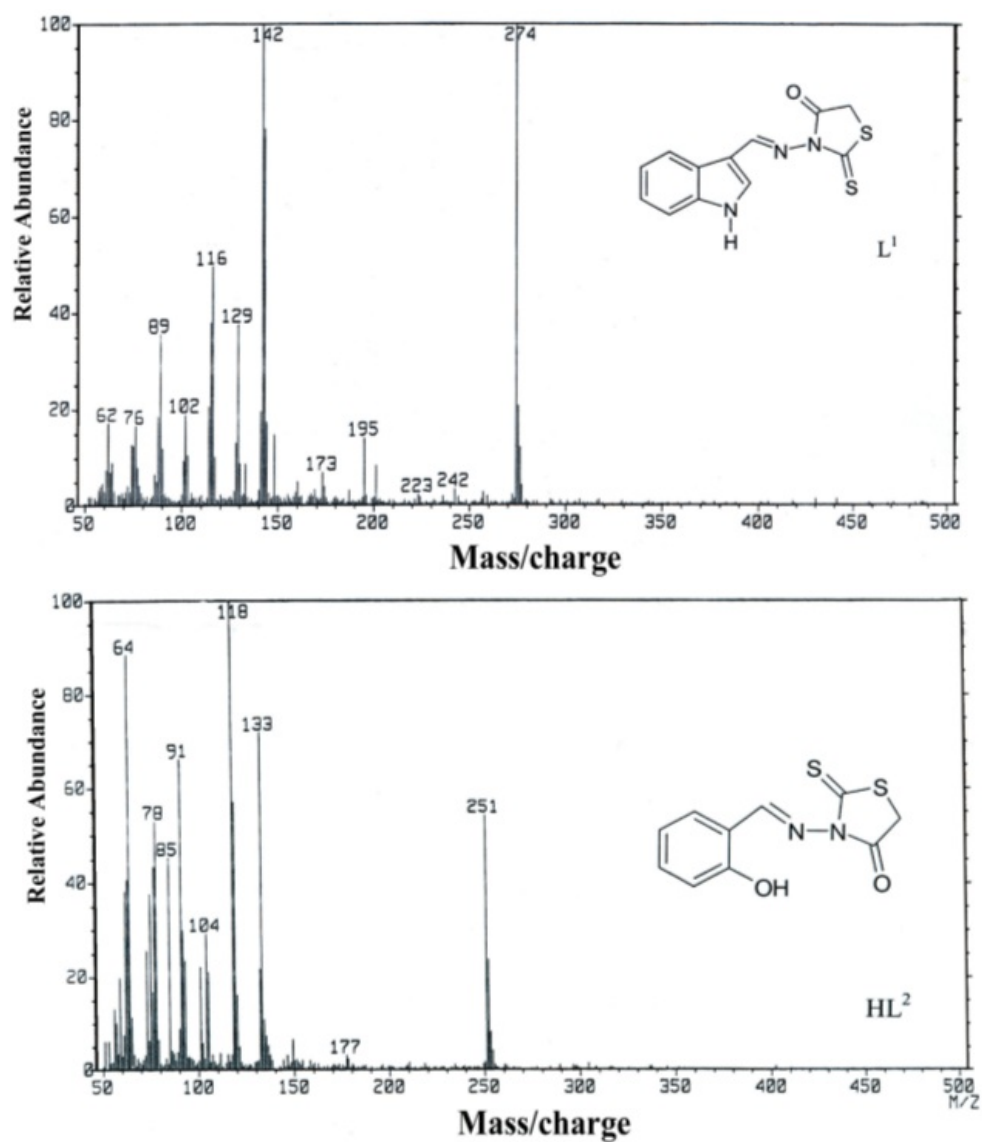 100
142
274
80
60
40
20
0
Relative Abundance
116
129
89
62
76
102
173
195
223
242
O
S
N
N
S
N
H
L¹
50
100
150
200
250
300
350
400
450
500
Mass/charge
100
118
64
80
133
91
60
78
85
251
40
104
20
0
177
Relative Abundance
S
S
N
N
OH
O
HL²
50
100
150
200
250
300
350
400
450
500
M/Z
Mass/charge